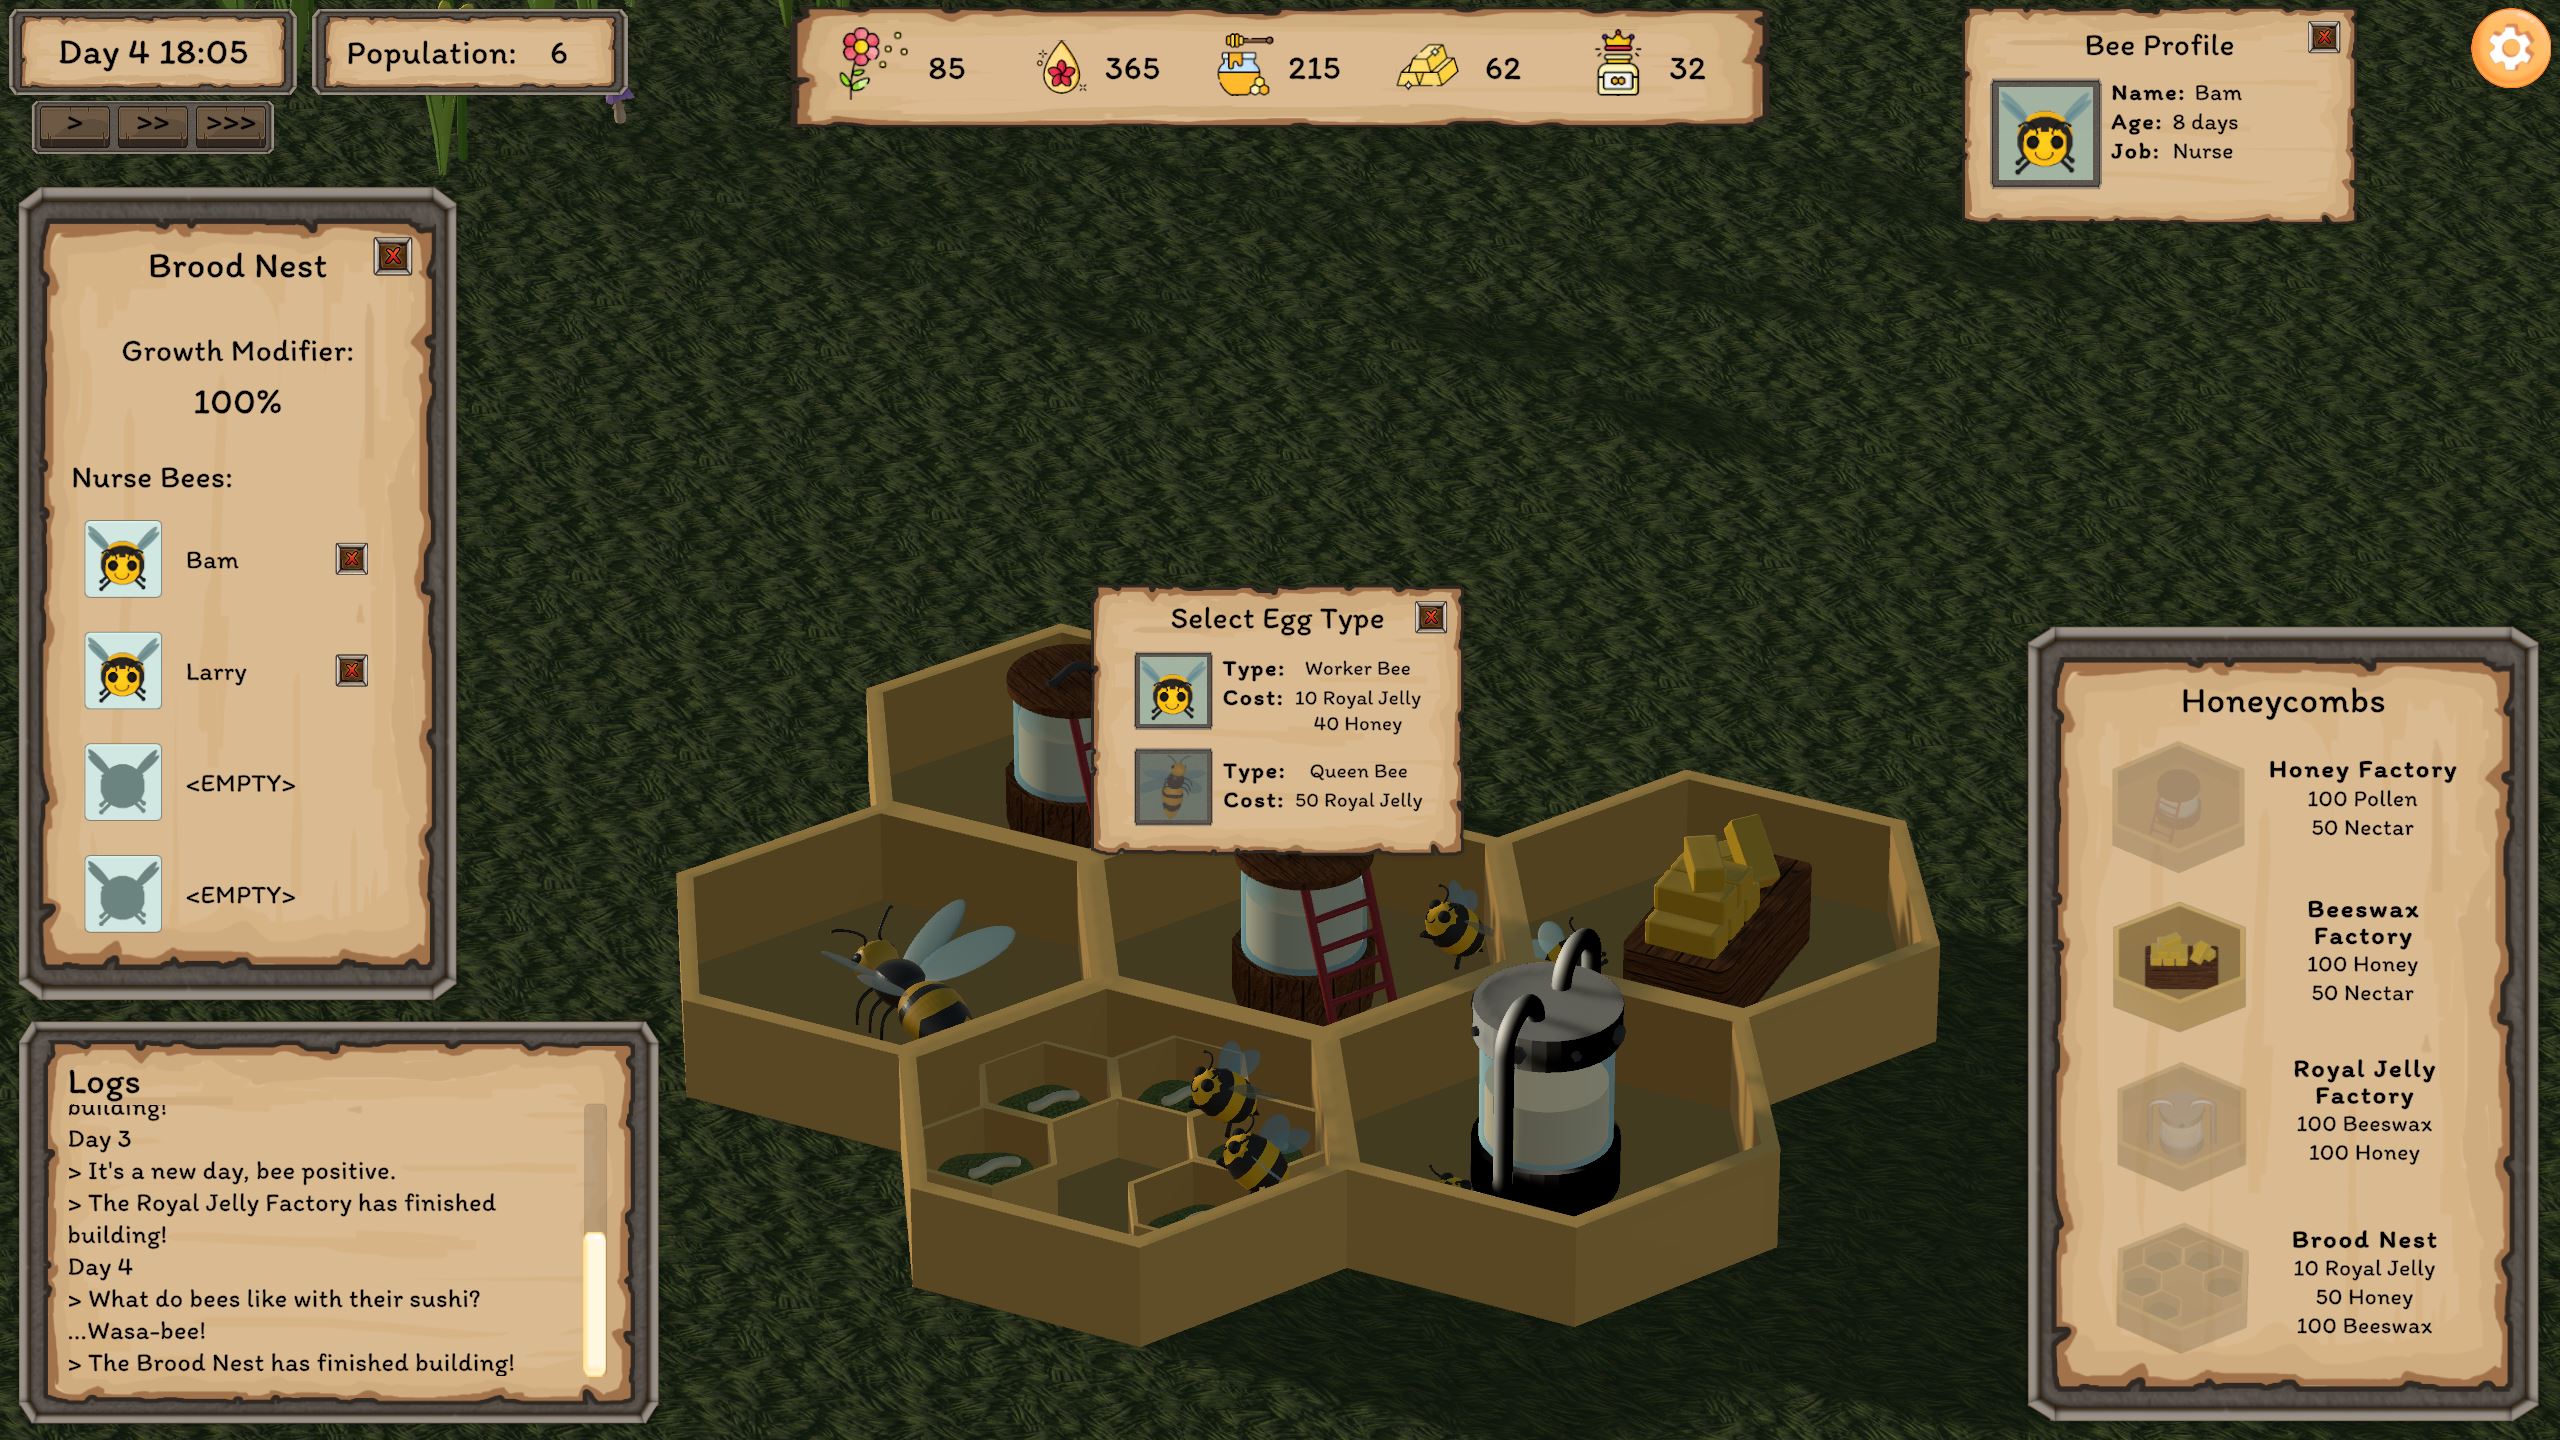 Day 4 18:05
Population: 6
> >> >>>
85 365 215 62 32
Bee Profile
Name: Bam
Age: 8 days
Job: Nurse
Brood Nest
Growth Modifier:
100%
Nurse Bees:
Bam
Larry
<EMPTY>
<EMPTY>
Select Egg Type
Type: Worker Bee
Cost: 10 Royal Jelly
40 Honey
Type: Queen Bee
Cost: 50 Royal Jelly
Logs
building!
Day 3
> It's a new day, bee positive.
> The Royal Jelly Factory has finished
building!
Day 4
> What do bees like with their sushi?
...Wasa-bee!
> The Brood Nest has finished building!
Honeycombs
Honey Factory
100 Pollen
50 Nectar
Beeswax
Factory
100 Honey
50 Nectar
Royal Jelly
Factory
100 Beeswax
100 Honey
Brood Nest
10 Royal Jelly
50 Honey
100 Beeswax